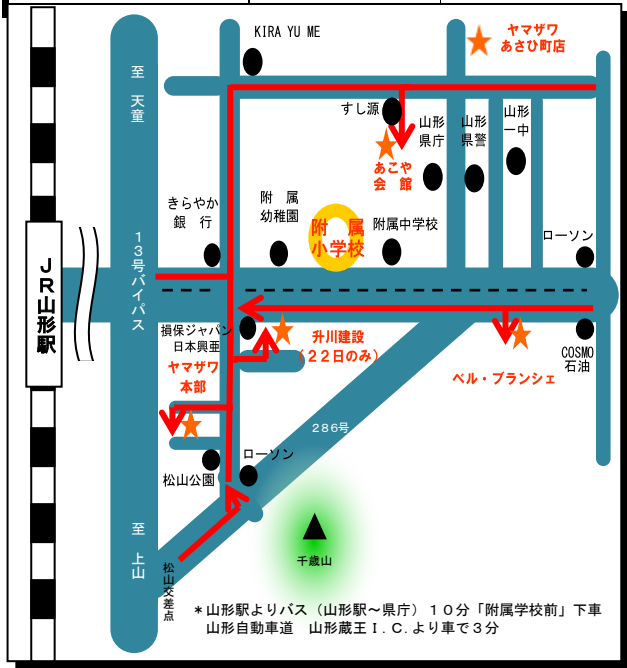 KIRA YU ME
ヤマザワ
あさひ町店
至 天童
すし源
山形
県庁
山形
県警
山形
一中
あこや
会 館
きらやか
銀 行
附 属
幼稚園
附 属
小学校
附属中学校
ローソン
13号バイパス
JR山形駅
損保ジャパン
日本興亜
升川建設
(22日のみ)
COSMO
石油
ヤマザワ
本部
ベル・ブランシェ
286号
ローソン
松山公園
至 上山
松山交差点
千歳山
*山形駅よりバス(山形駅~県庁)10分「附属学校前」下車
山形自動車道 山形蔵王I.C.より車で3分